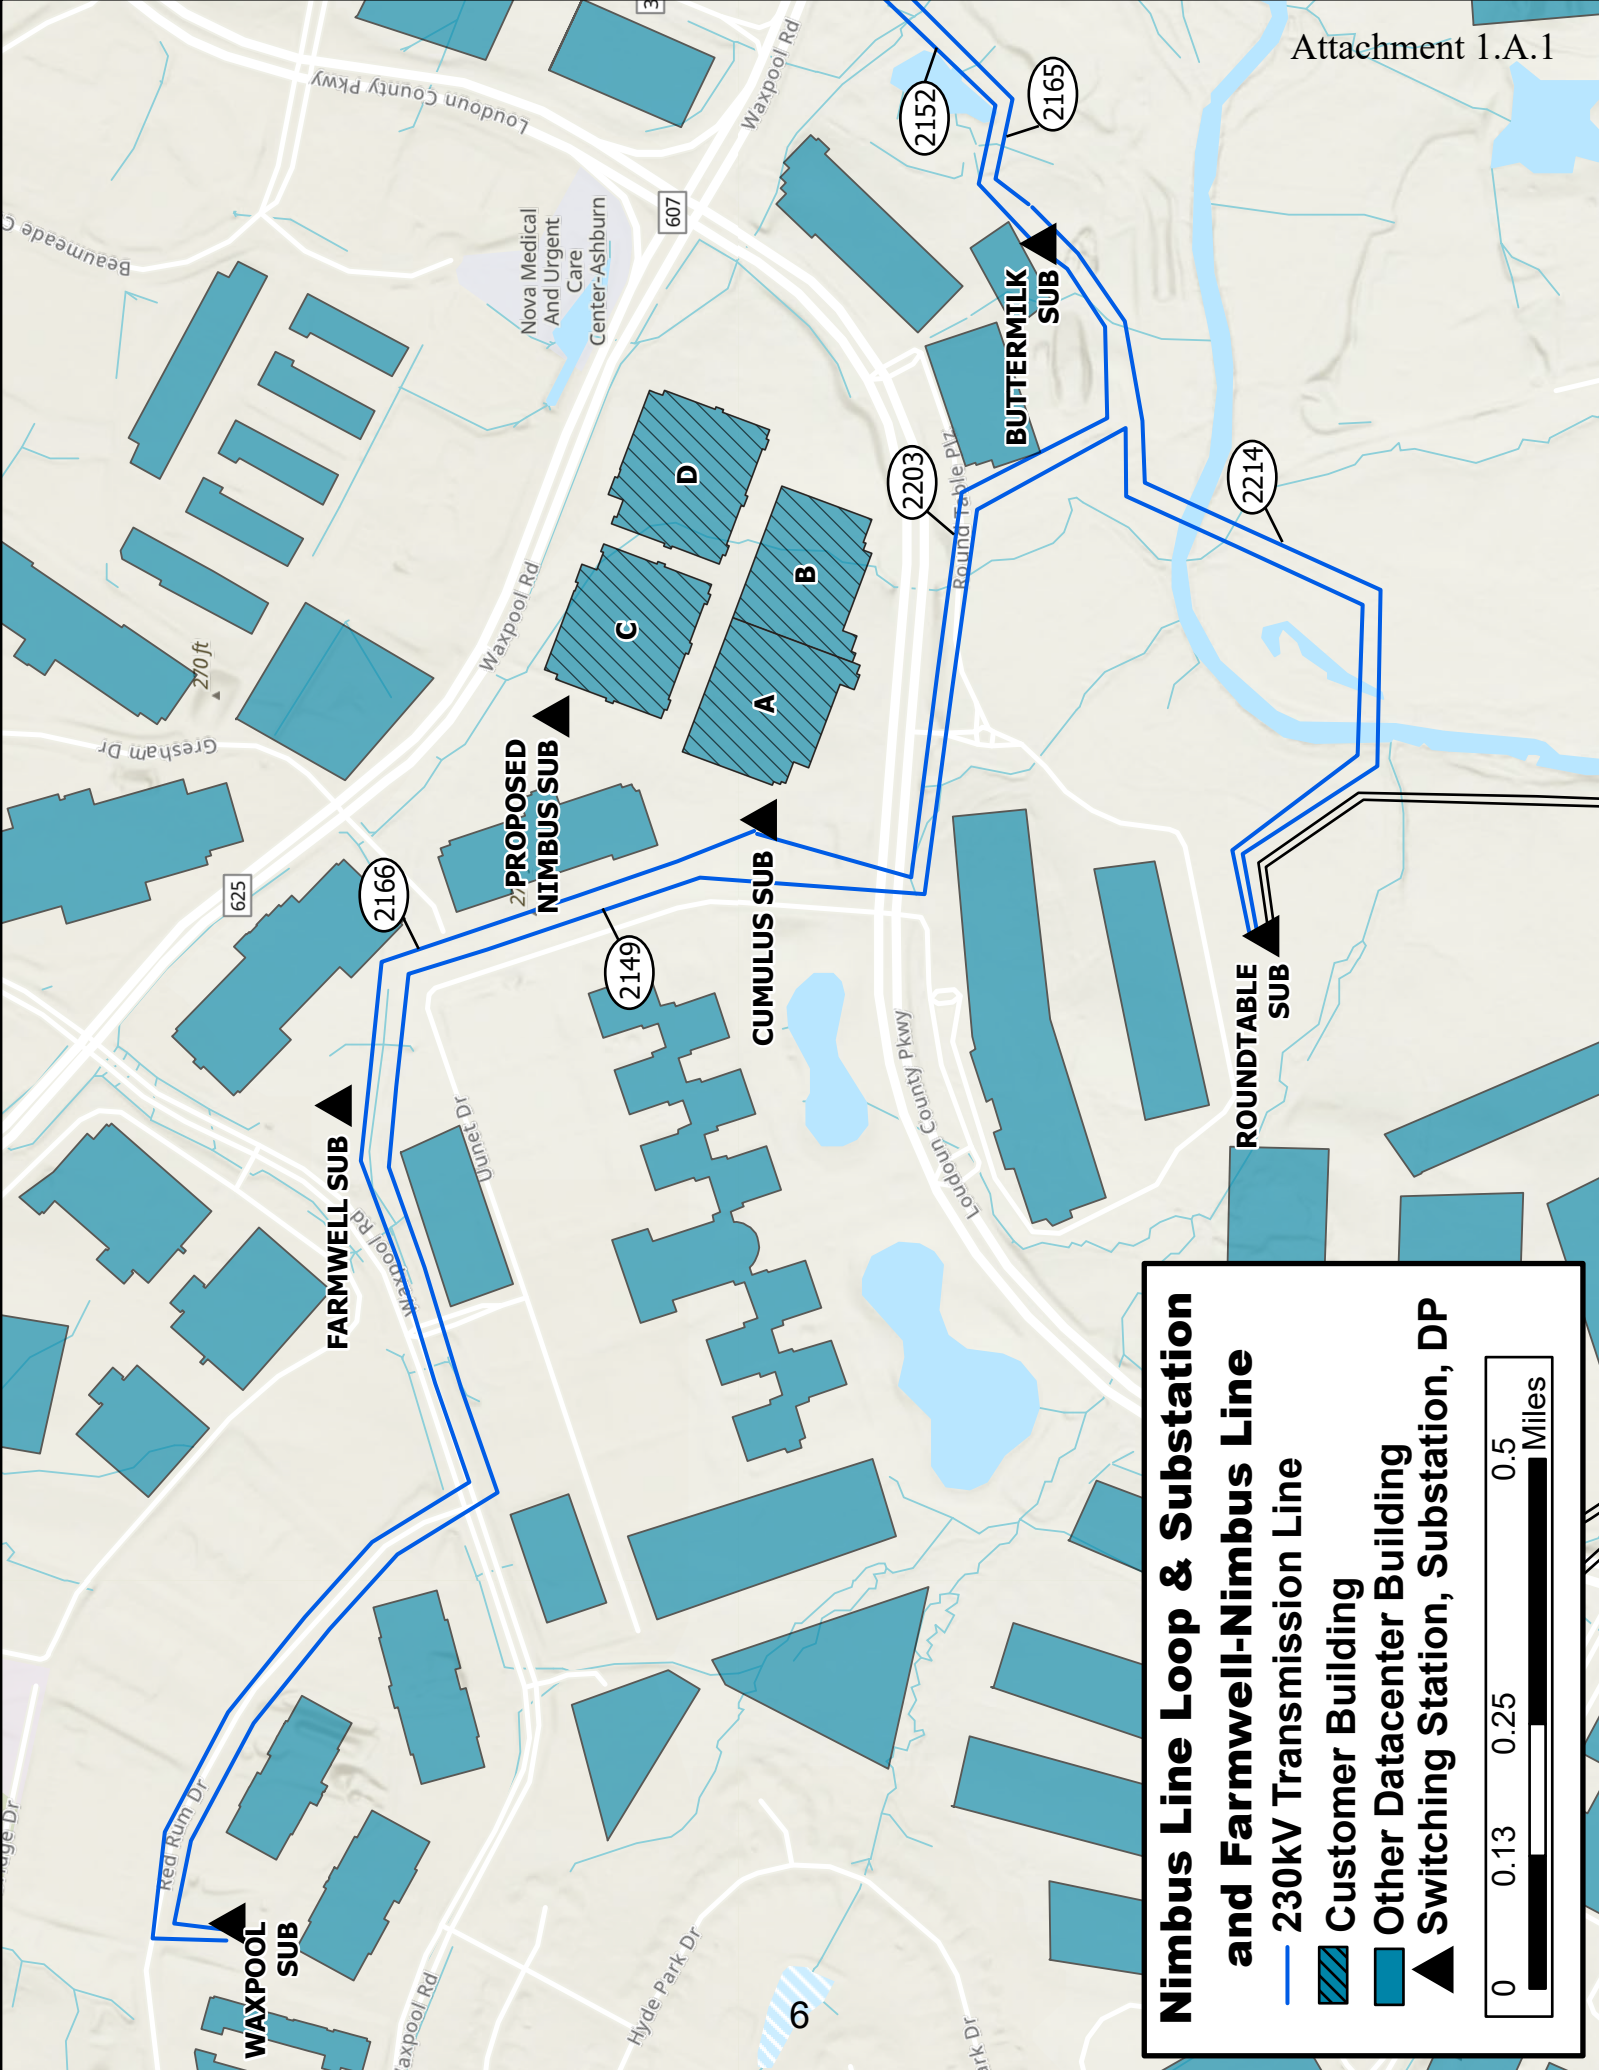 Attachment 1.A.1
Loudoun County Pkwy
Waxpool Rd
607
2152
2165
Nova Medical
And Urgent
Care
Center-Ashburn
BUTTERMILK
SUB
D
B
C
A
2203
Round Table Plz
2214
Waxpool Rd
270 ft
Gresham Dr
PROPOSED
NIMBUS SUB
625
2166
2149
CUMULUS SUB
ROUNDTABLE
SUB
FARMWELL SUB
Uunet Dr
Waxpool Rd
Loudoun County Pkwy
Red Rum Dr
WAXPOOL
SUB
Hyde Park Dr
6
Nimbus Line Loop & Substation
and Farmwell-Nimbus Line
230kV Transmission Line
Customer Building
Other Datacenter Building
Switching Station, Substation, DP
0 0.13 0.25 0.5
Miles